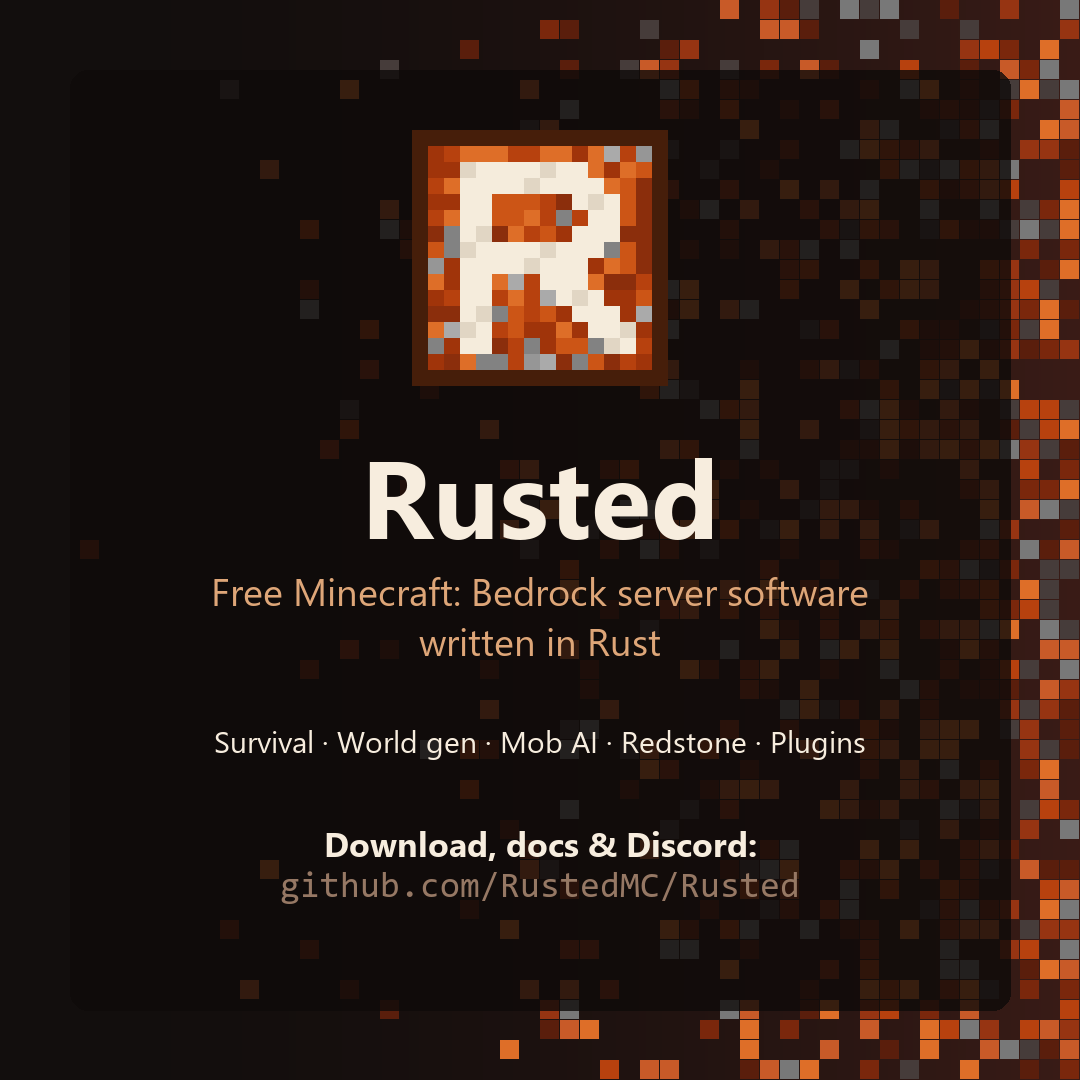 R
Rusted
Free Minecraft: Bedrock server software
written in Rust
Survival · World gen · Mob AI · Redstone · Plugins
Download, docs & Discord:
github.com/RustedMC/Rusted